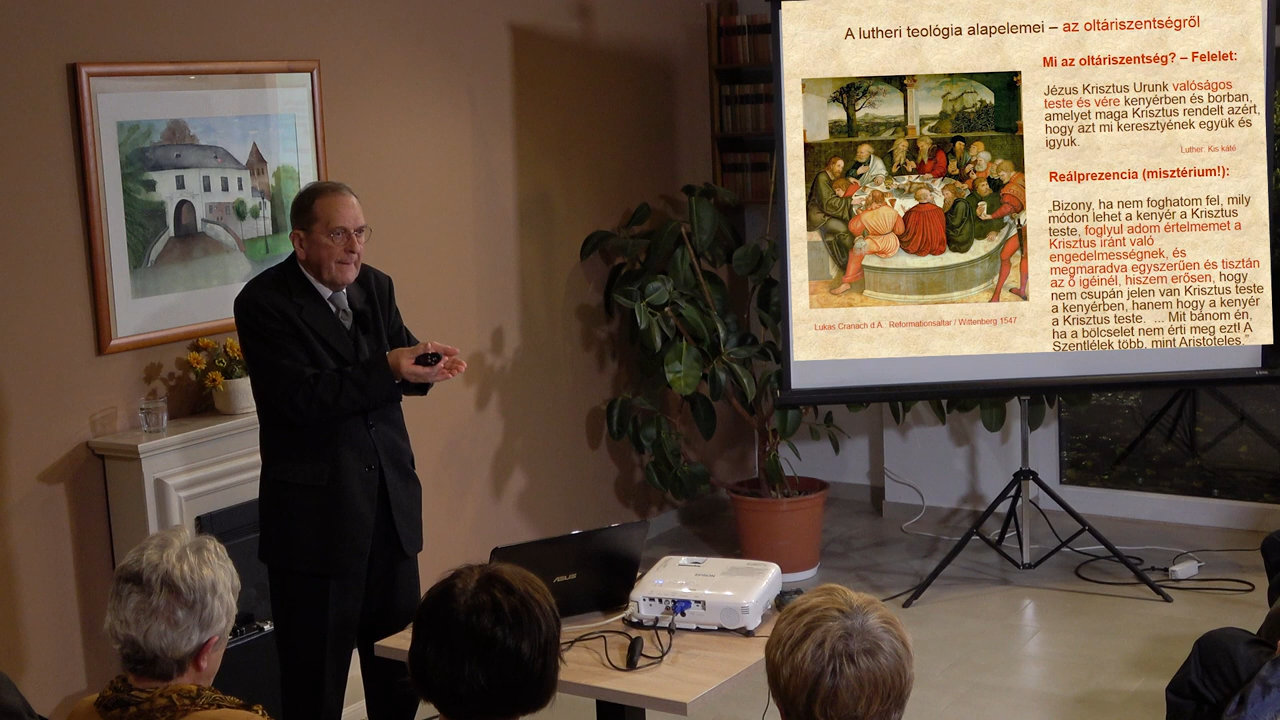 A lutheri teológia alapelemei – az oltáriszentségről
Mi az oltáriszentség? – Felelet:
Jézus Krisztus Urunk valóságos
teste és vére kenyérben és borban,
amelyet maga Krisztus rendelt azért,
hogy azt mi keresztyének együk és
igyuk.
Luther: Kis káté
Reálprezencia (misztérium!):
„Bizony, ha nem foghatom fel, mily
módon lehet a kenyér a Krisztus
teste, foglyul adom értelmemet a
Krisztus iránt való
engedelmességnek, és
megmaradva egyszerűen és tisztán
az ő igéinél, hiszem erősen, hogy
nem csupán jelen van Krisztus teste
a kenyérben, hanem hogy a kenyér
a Krisztus teste. ... Mit bánom én,
ha a bölcselet nem érti meg ezt! A
Szentlélek több, mint Arisztoteles.”
Lukas Cranach d.A. Reformationsaltar / Wittenberg 1547
ASUS
EPSON